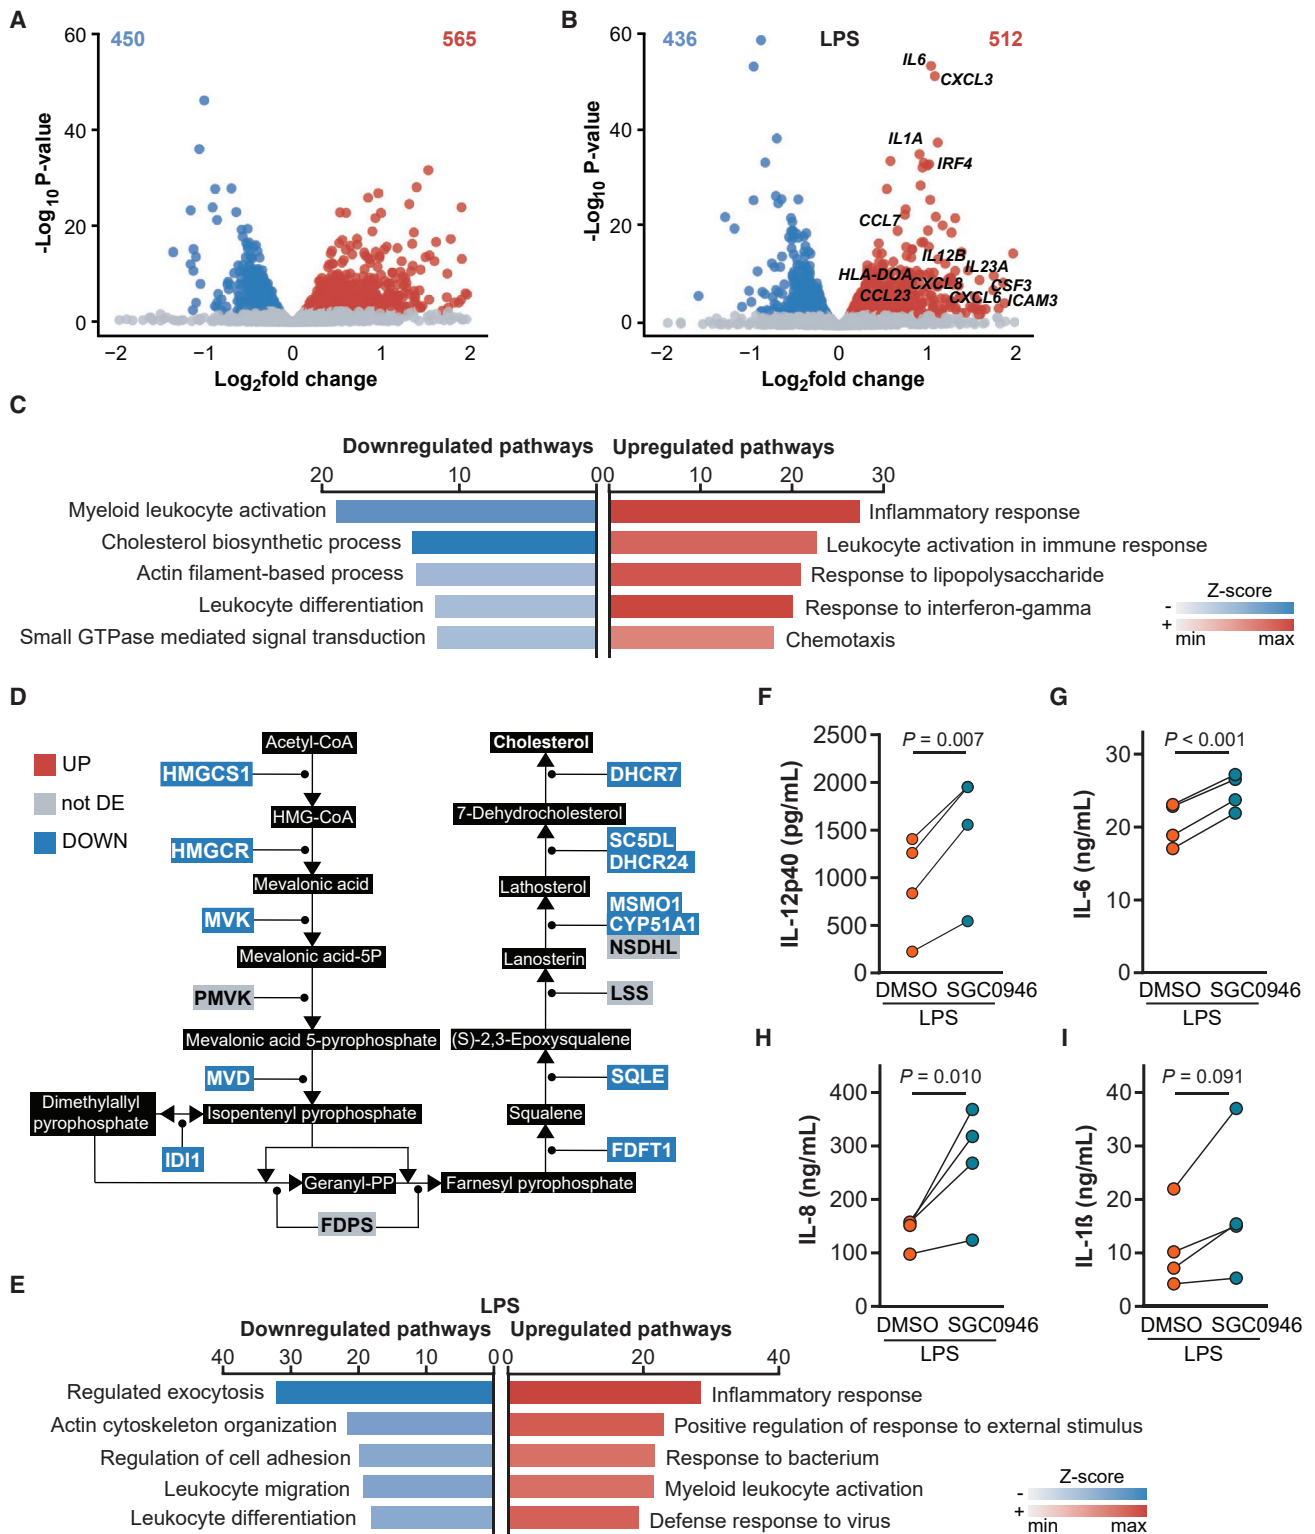 A
60
40
20
0
-Log10 P-value
450
565
−2
−1
0
1
2
Log2fold change
B
60
40
20
0
-Log10 P-value
436
LPS
512
IL6
CXCL3
IL1A
IRF4
CCL7
IL12B
IL23A
HLA-DOA
CXCL8
CSF3
CCL23
CXCL6
ICAM3
−2
−1
0
1
2
Log2fold change
C
Downregulated pathways
Upregulated pathways
20
10
0
0
10
20
30
Myeloid leukocyte activation
Cholesterol biosynthetic process
Actin filament-based process
Leukocyte differentiation
Small GTPase mediated signal transduction
Inflammatory response
Leukocyte activation in immune response
Response to lipopolysaccharide
Response to interferon-gamma
Chemotaxis
Z-score
-
+
min
max
D
UP
not DE
DOWN
Acetyl-CoA
HMGCS1
HMG-CoA
HMGCR
Mevalonic acid
MVK
Mevalonic acid-5P
PMVK
Mevalonic acid 5-pyrophosphate
MVD
Dimethylallyl
pyrophosphate
Isopentenyl pyrophosphate
IDI1
Geranyl-PP
FDPS
Farnesyl pyrophosphate
Cholesterol
DHCR7
7-Dehydrocholesterol
SC5DL
DHCR24
Lathosterol
MSMO1
CYP51A1
NSDHL
Lanosterin
LSS
(S)-2,3-Epoxysqualene
SQLE
Squalene
FDFT1
F
IL-12p40 (pg/mL)
2500
2000
1500
1000
500
0
P = 0.007
DMSO
SGC0946
LPS
G
IL-6 (ng/mL)
30
20
10
0
P < 0.001
DMSO
SGC0946
LPS
H
IL-8 (ng/mL)
400
300
200
100
0
P = 0.010
DMSO
SGC0946
LPS
I
IL-1ß (ng/mL)
40
30
20
10
0
P = 0.091
DMSO
SGC0946
LPS
E
LPS
Downregulated pathways
Upregulated pathways
40
30
20
10
0
0
20
40
Regulated exocytosis
Actin cytoskeleton organization
Regulation of cell adhesion
Leukocyte migration
Leukocyte differentiation
Inflammatory response
Positive regulation of response to external stimulus
Response to bacterium
Myeloid leukocyte activation
Defense response to virus
Z-score
-
+
min
max